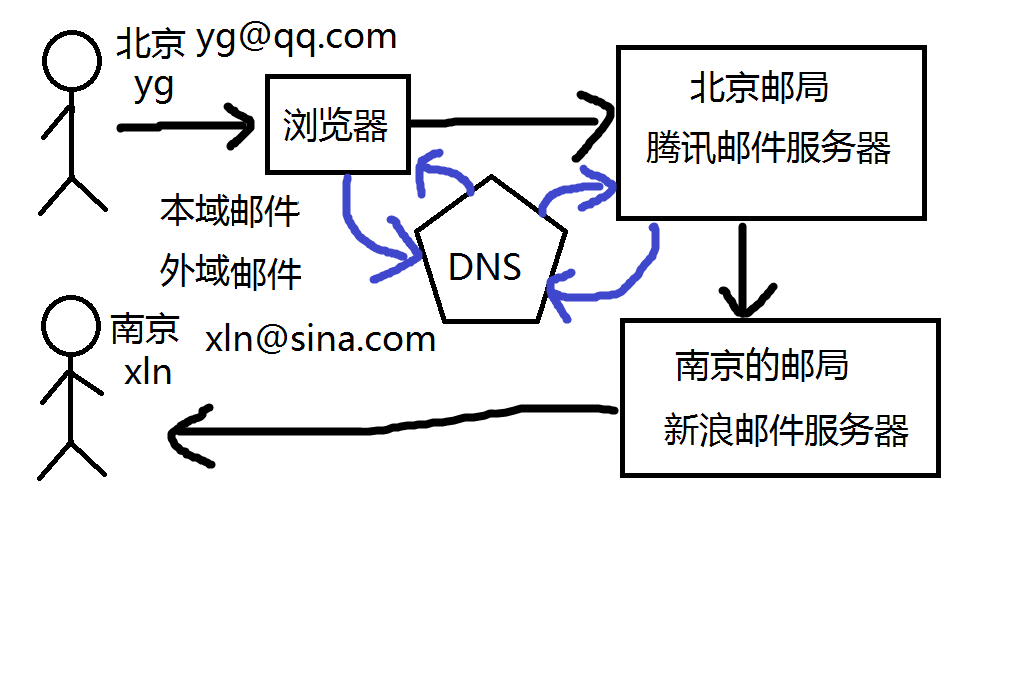 北京 yg@qq.com
yg
浏览器
北京邮局
腾讯邮件服务器
本域邮件
外域邮件
DNS
南京 xln@sina.com
xln
南京的邮局
新浪邮件服务器